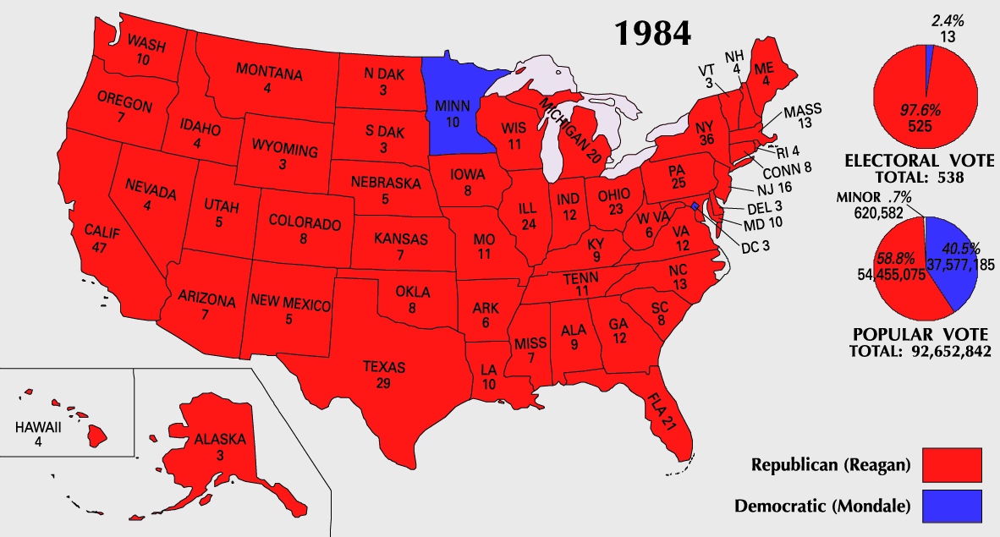 1984
WASH
10
OREGON
7
CALIF
47
NEVADA
4
IDAHO
4
MONTANA
4
WYOMING
3
UTAH
5
COLORADO
8
ARIZONA
7
NEW MEXICO
5
N DAK
3
S DAK
3
NEBRASKA
5
KANSAS
7
OKLA
8
TEXAS
29
MINN
10
IOWA
8
MO
11
ARK
6
LA
10
WIS
11
ILL
24
MICHIGAN 20
IND
12
OHIO
23
KY
9
TENN
11
MISS
7
ALA
9
GA
12
FLA 21
SC
8
NC
13
VA
12
W VA
6
PA
25
NY
36
VT
3
NH
4
ME
4
MASS
13
RI 4
CONN 8
NJ 16
DEL 3
MD 10
DC 3
HAWAII
4
ALASKA
3
2.4%
13
97.6%
525
ELECTORAL VOTE
TOTAL: 538
MINOR .7%
620,582
40.5%
37,577,185
58.8%
54,455,075
POPULAR VOTE
TOTAL: 92,652,842
Republican (Reagan)
Democratic (Mondale)